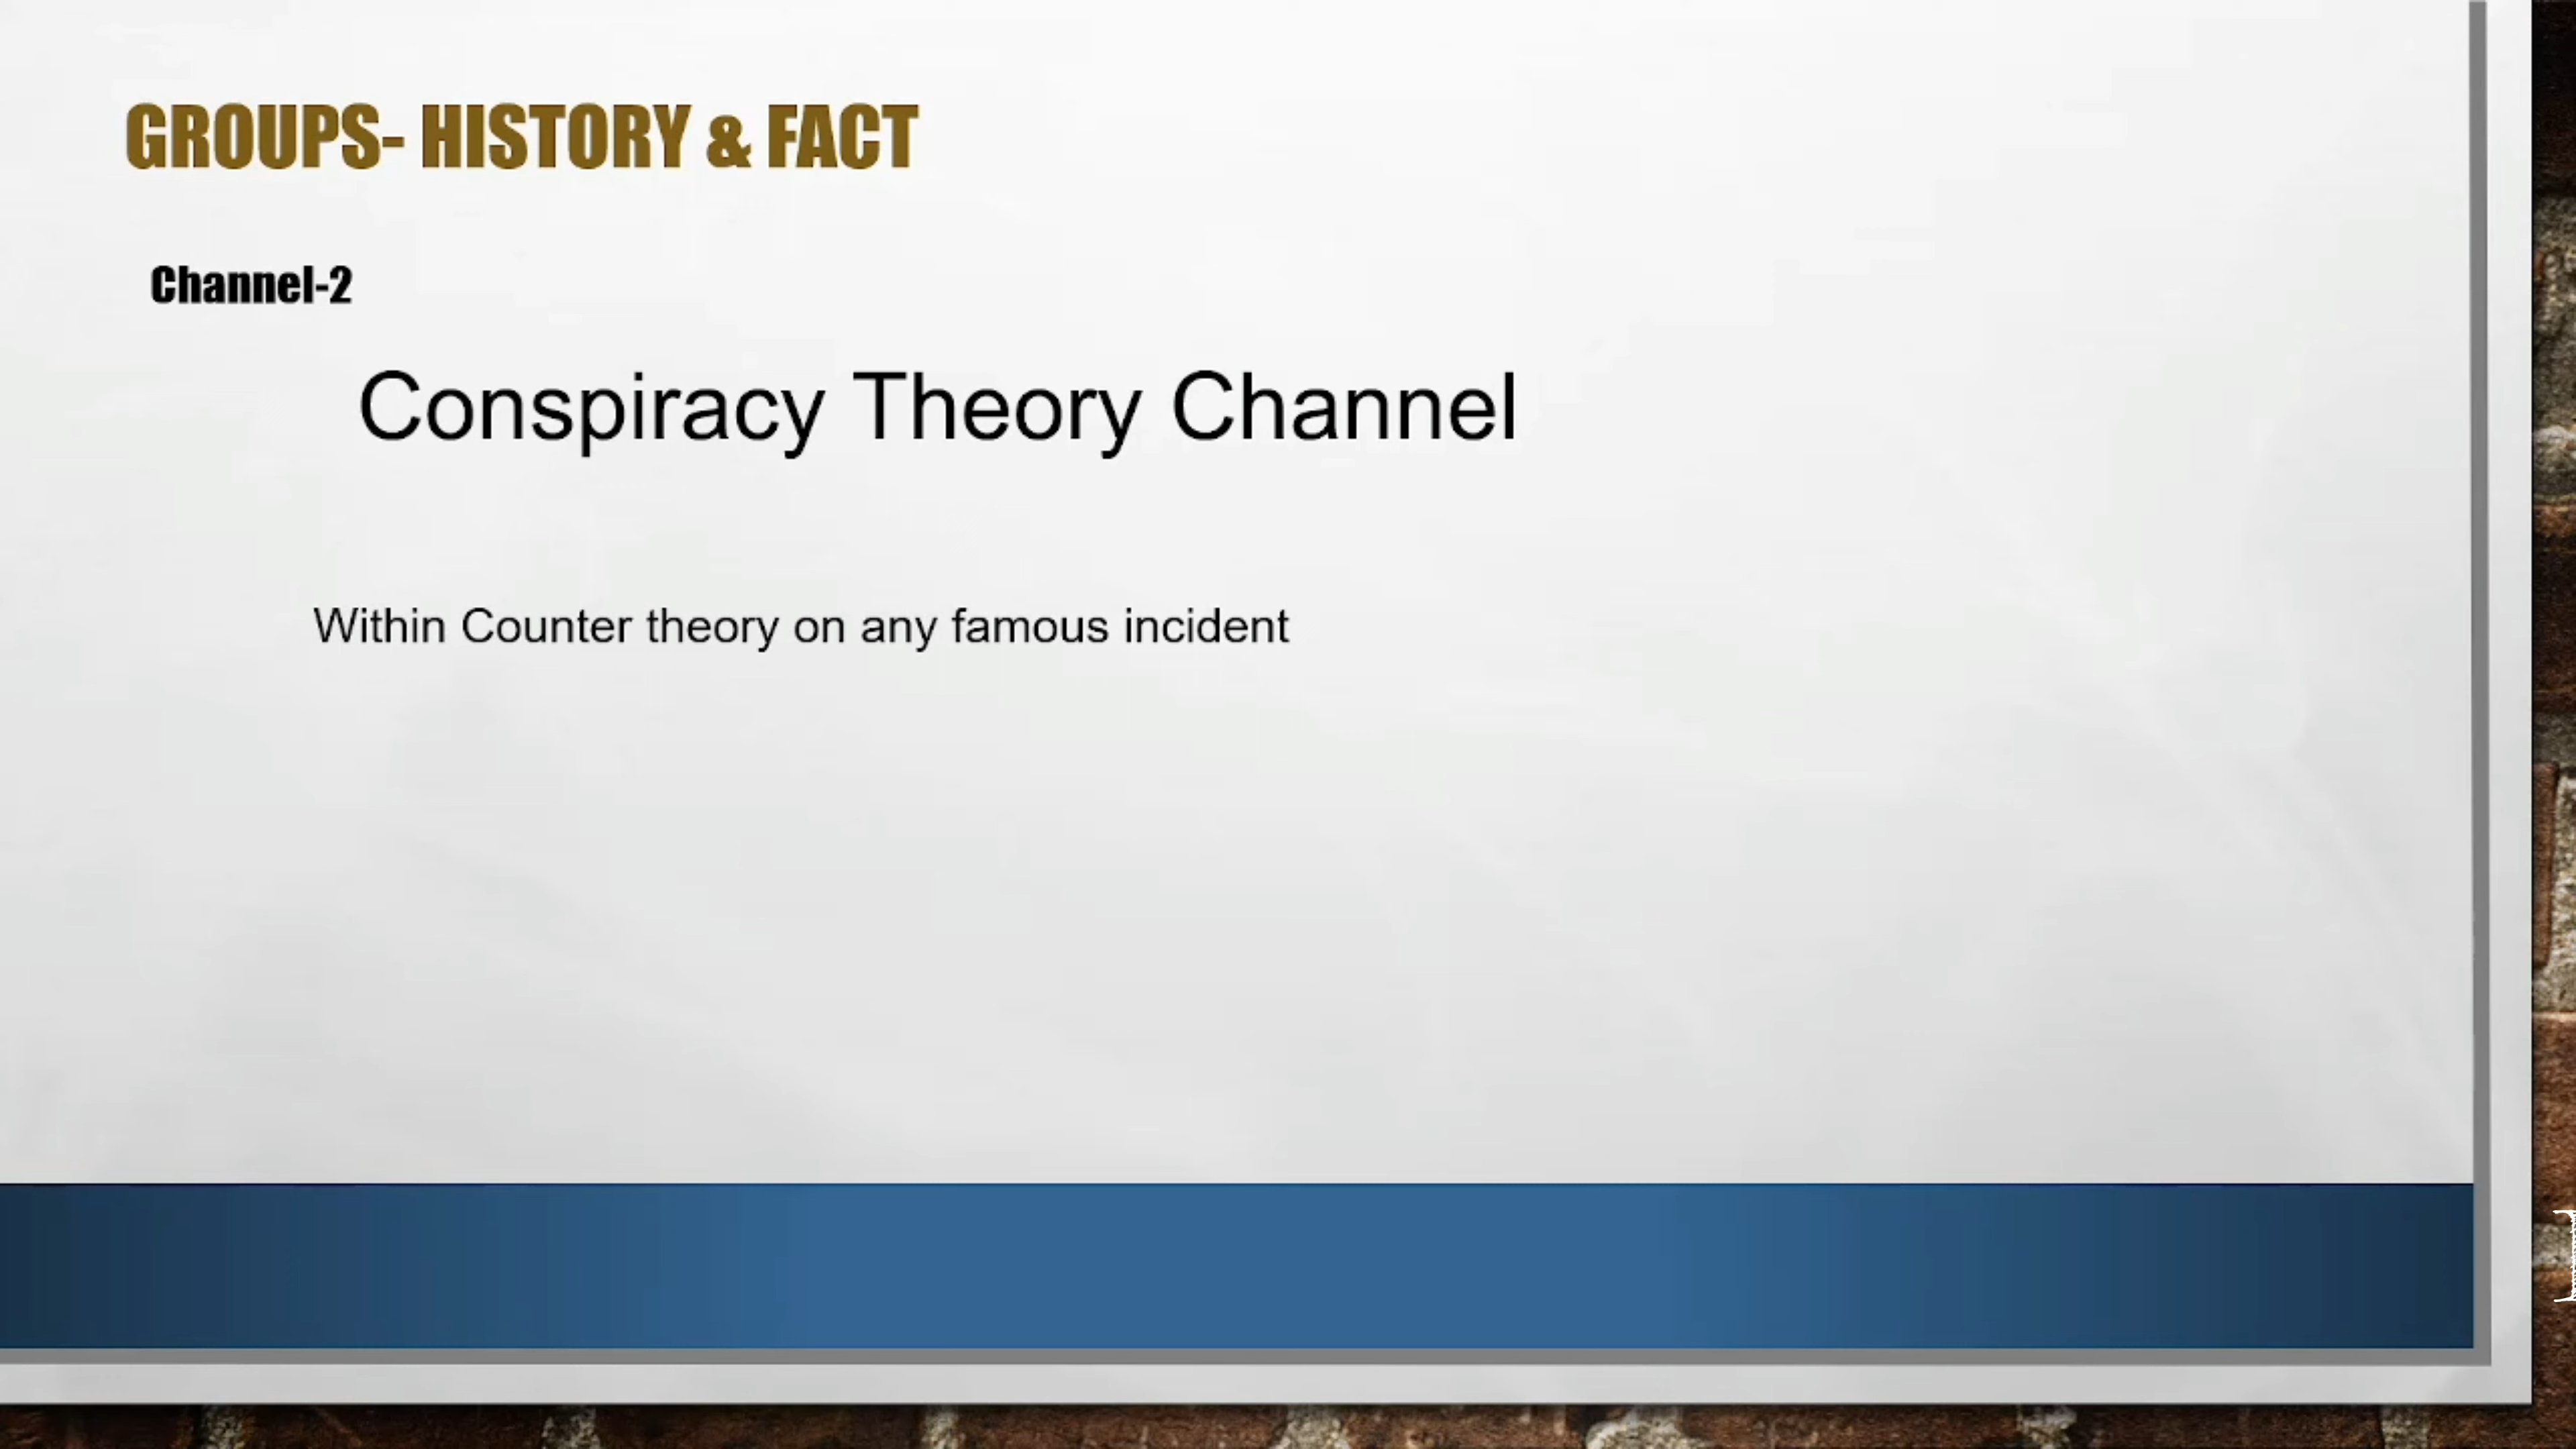 GROUPS- HISTORY & FACT
Channel-2
Conspiracy Theory Channel
Within Counter theory on any famous incident